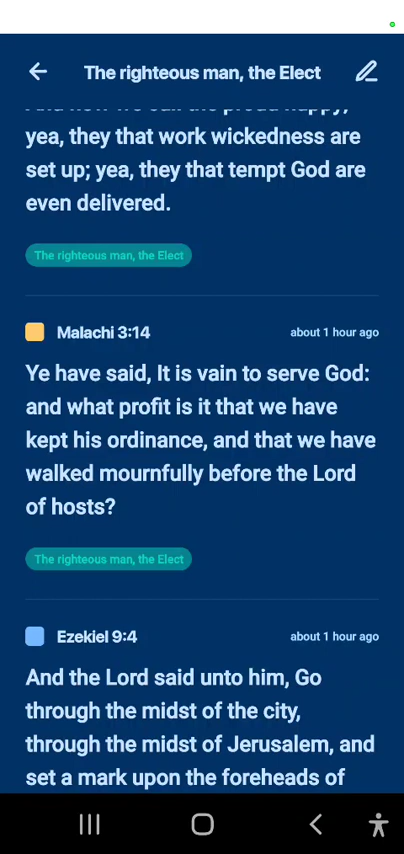 The righteous man, the Elect
yea, they that work wickedness are
set up; yea, they that tempt God are
even delivered.
The righteous man, the Elect
Malachi 3:14
about 1 hour ago
Ye have said, It is vain to serve God:
and what profit is it that we have
kept his ordinance, and that we have
walked mournfully before the Lord
of hosts?
The righteous man, the Elect
Ezekiel 9:4
about 1 hour ago
And the Lord said unto him, Go
through the midst of the city,
through the midst of Jerusalem, and
set a mark upon the foreheads of